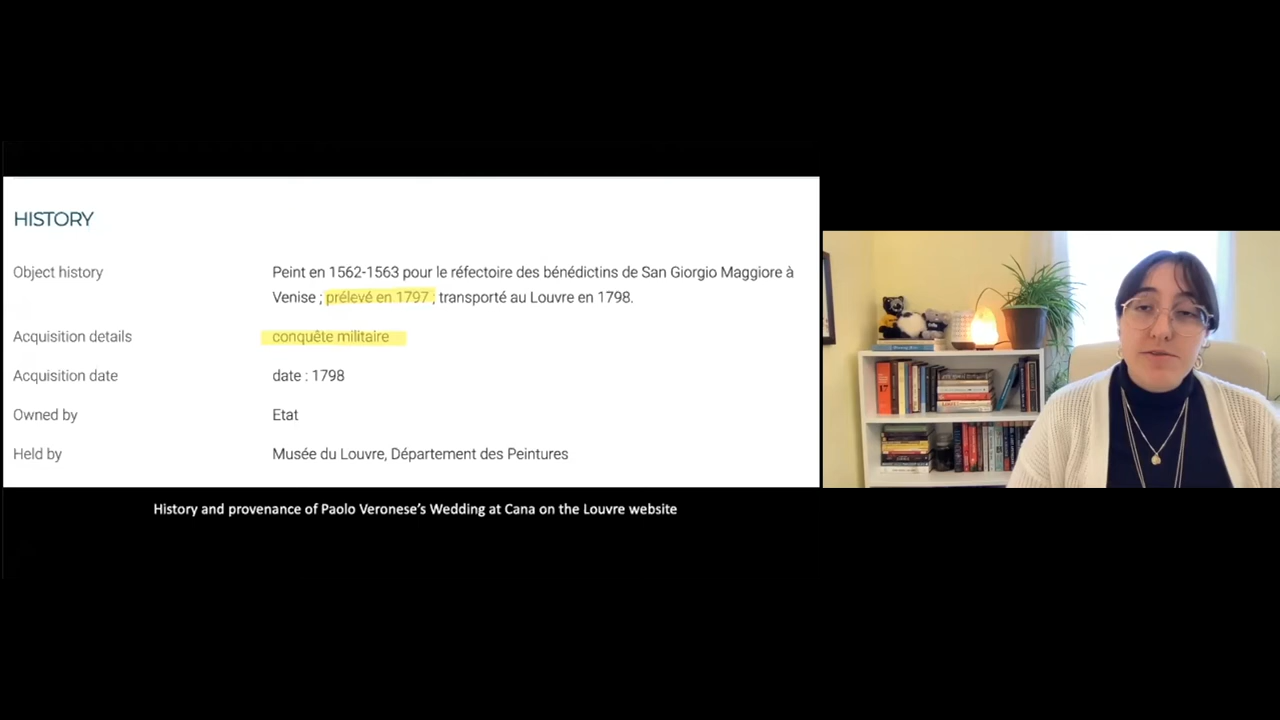 HISTORY
Object history
Peint en 1562-1563 pour le réfectoire des bénédictins de San Giorgio Maggiore à
Venise ; prélevé en 1797 ; transporté au Louvre en 1798.
Acquisition details
conquête militaire
Acquisition date
date : 1798
Owned by
Etat
Held by
Musée du Louvre, Département des Peintures
History and provenance of Paolo Veronese’s Wedding at Cana on the Louvre website
17